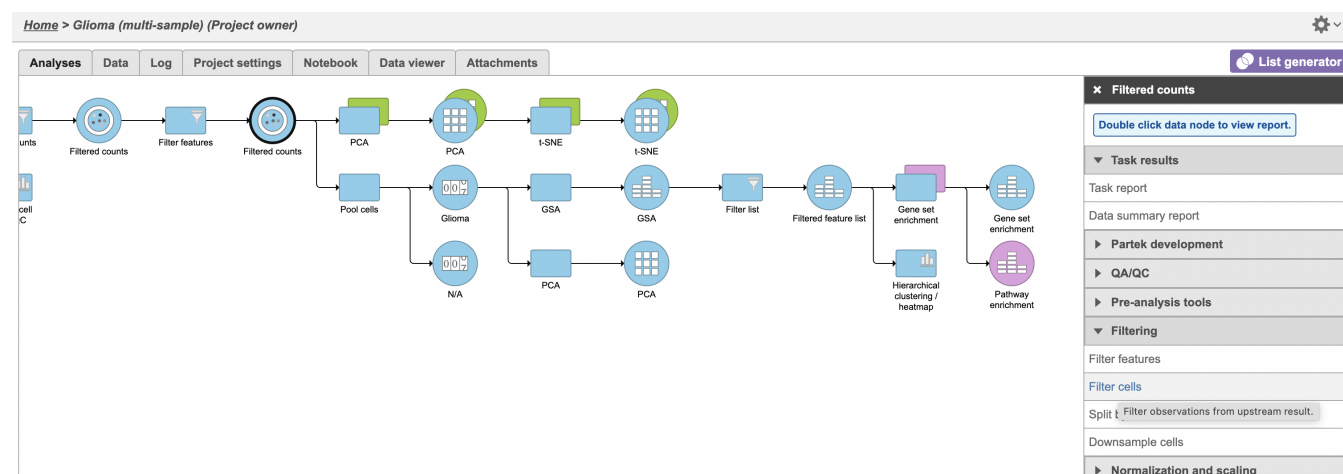 Home > Glioma (multi-sample) (Project owner)
Analyses
Data
Log
Project settings
Notebook
Data viewer
Attachments
List generator
unts
Filtered counts
Filter features
Filtered counts
PCA
PCA
t-SNE
t-SNE
cell
C
Pool cells
Glioma
GSA
GSA
Filter list
Filtered feature list
Gene set
enrichment
Gene set
enrichment
N/A
PCA
PCA
Hierarchical
clustering /
heatmap
Pathway
enrichment
Filtered counts
Double click data node to view report.
Task results
Task report
Data summary report
Partek development
QA/QC
Pre-analysis tools
Filtering
Filter features
Filter cells
Split
Filter observations from upstream result.
Downsample cells
Normalization and scaling